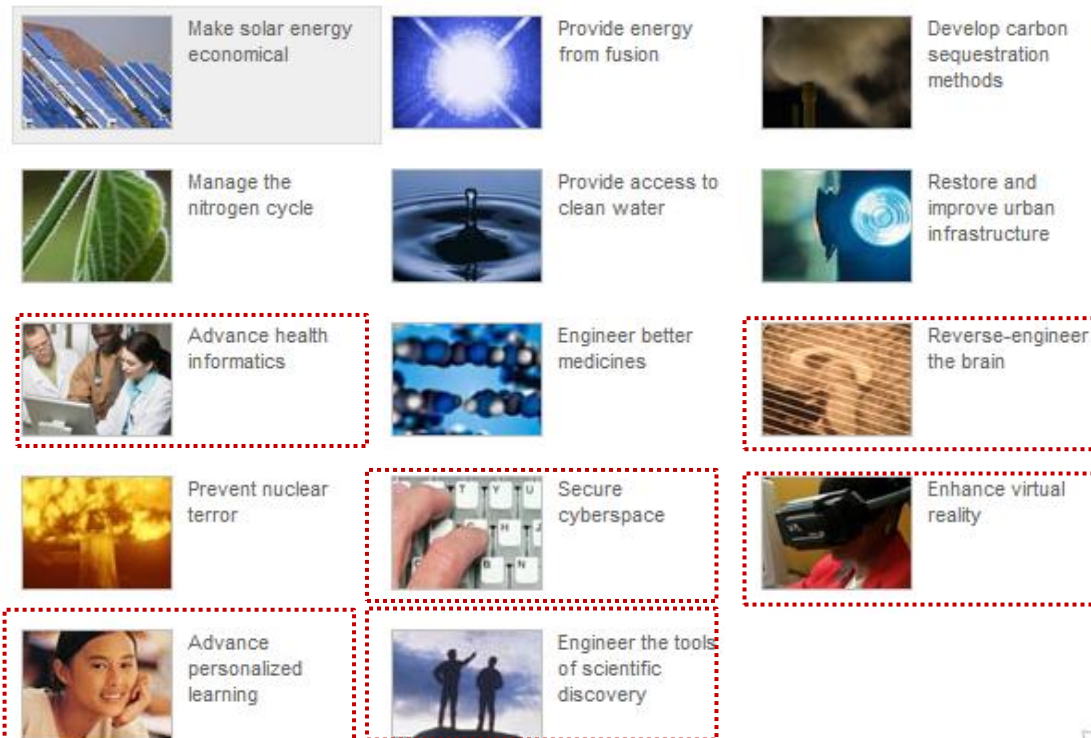 Make solar energy
economical
Provide energy
from fusion
Develop carbon
sequestration
methods
Manage the
nitrogen cycle
Provide access to
clean water
Restore and
improve urban
infrastructure
Advance health
informatics
Engineer better
medicines
Reverse-engineer
the brain
Prevent nuclear
terror
Secure
cyberspace
Enhance virtual
reality
Advance
personalized
learning
Engineer the tools
of scientific
discovery